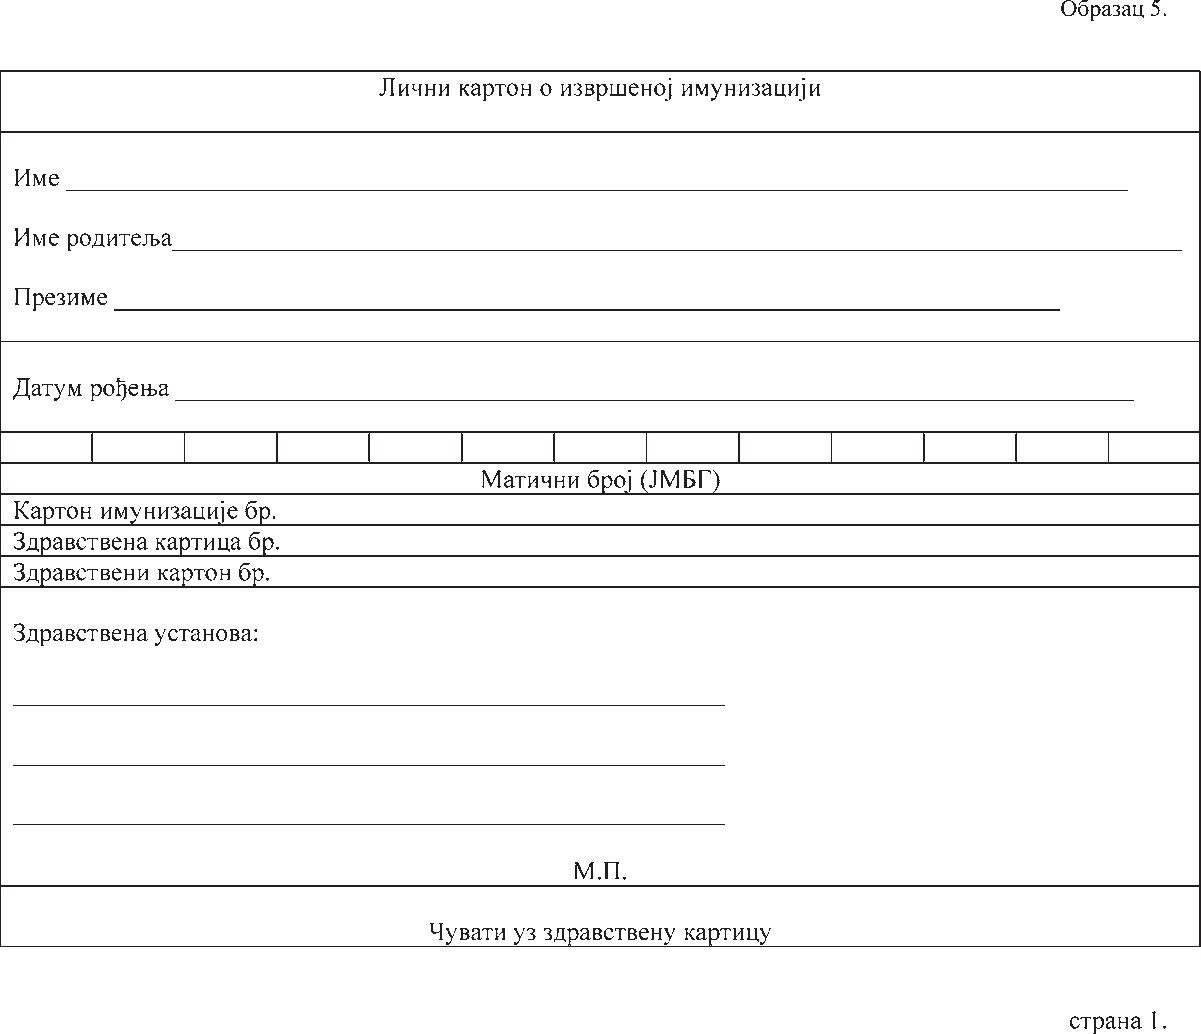 Образац 5.
Лични картон о извршеној имунизацији
Име
Име родитеља
Презиме
Датум рођења
Матични број (ЈМБГ)
Картон имунизације бр.
Здравствена картица бр.
Здравствени картон бр.
Здравствена установа:
М.П.
Чувати уз здравствену картицу
страна 1.